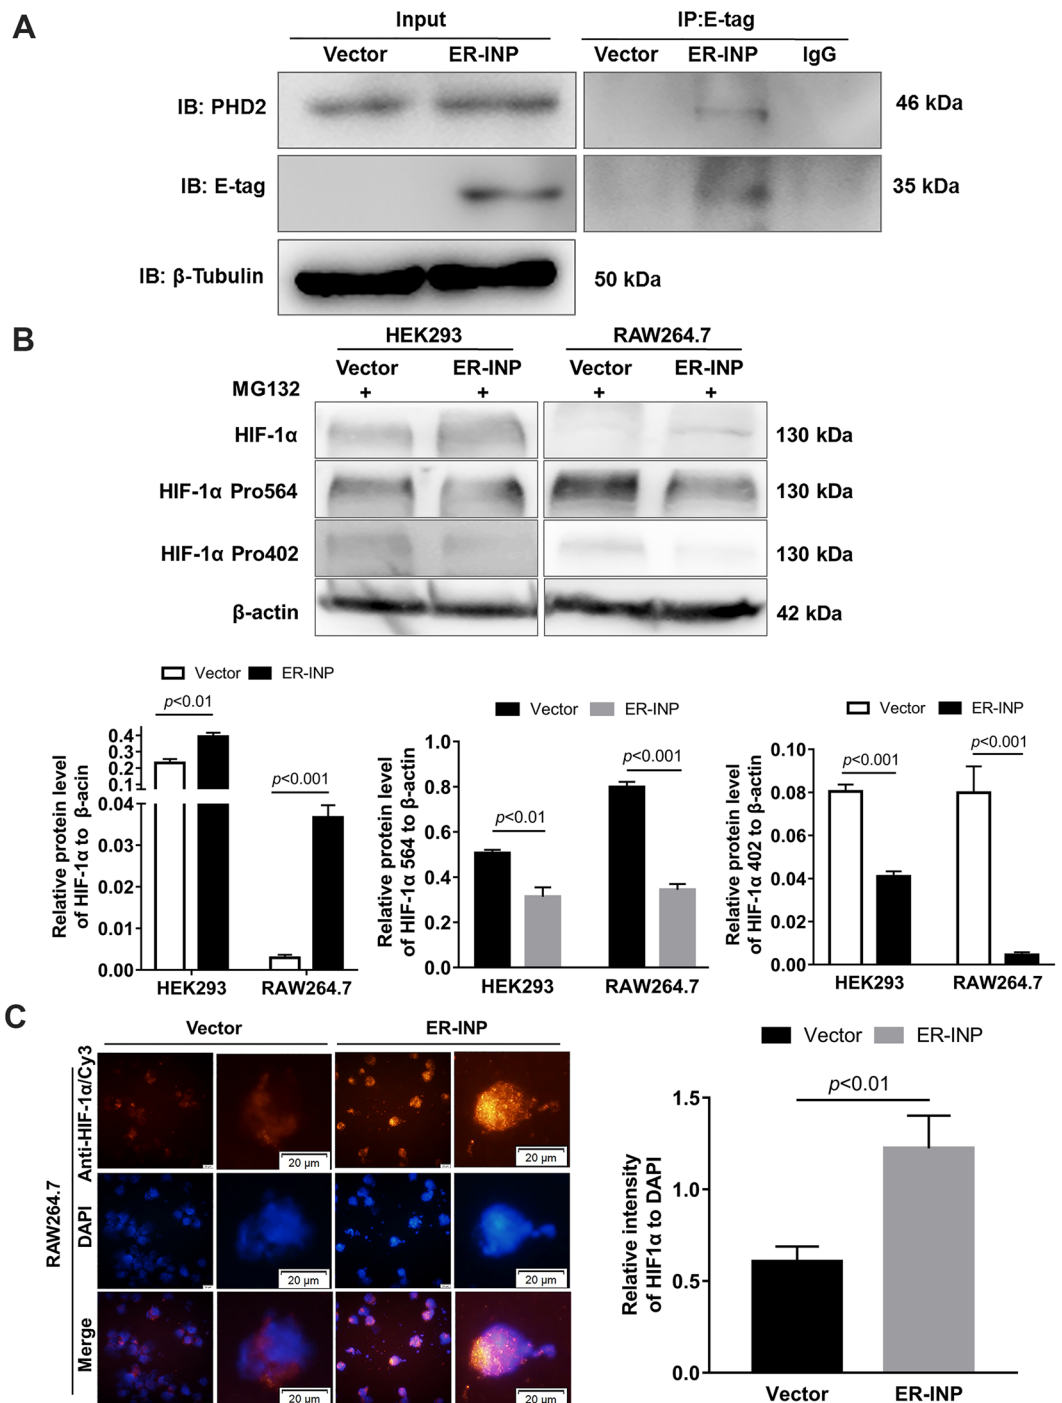 A
Input
IP:E-tag
Vector
ER-INP
Vector
ER-INP
IgG
IB: PHD2
46 kDa
IB: E-tag
35 kDa
IB: β-Tubulin
50 kDa
B
HEK293
RAW264.7
Vector
ER-INP
Vector
ER-INP
MG132
+
+
+
+
HIF-1α
130 kDa
HIF-1α Pro564
130 kDa
HIF-1α Pro402
130 kDa
β-actin
42 kDa
Vector
ER-INP
p<0.01
p<0.001
0.4
0.3
0.2
0.1
0.04
0.03
0.02
0.01
0.00
Relative protein level
of HIF-1α to β-acin
HEK293
RAW264.7
Vector
ER-INP
p<0.01
p<0.001
1.0
0.8
0.6
0.4
0.2
0.0
Relative protein level
of HIF-1α 564 to β-actin
HEK293
RAW264.7
Vector
ER-INP
p<0.001
p<0.001
0.10
0.08
0.06
0.04
0.02
0.00
Relative protein level
of HIF-1α 402 to β-actin
HEK293
RAW264.7
C
Vector
ER-INP
RAW264.7
Anti-HIF-1α/Cy3
20 μm
20 μm
DAPI
20 μm
20 μm
Merge
20 μm
20 μm
Vector
ER-INP
p<0.01
1.5
1.0
0.5
0.0
Relative intensity
of HIF1α to DAPI
Vector
ER-INP